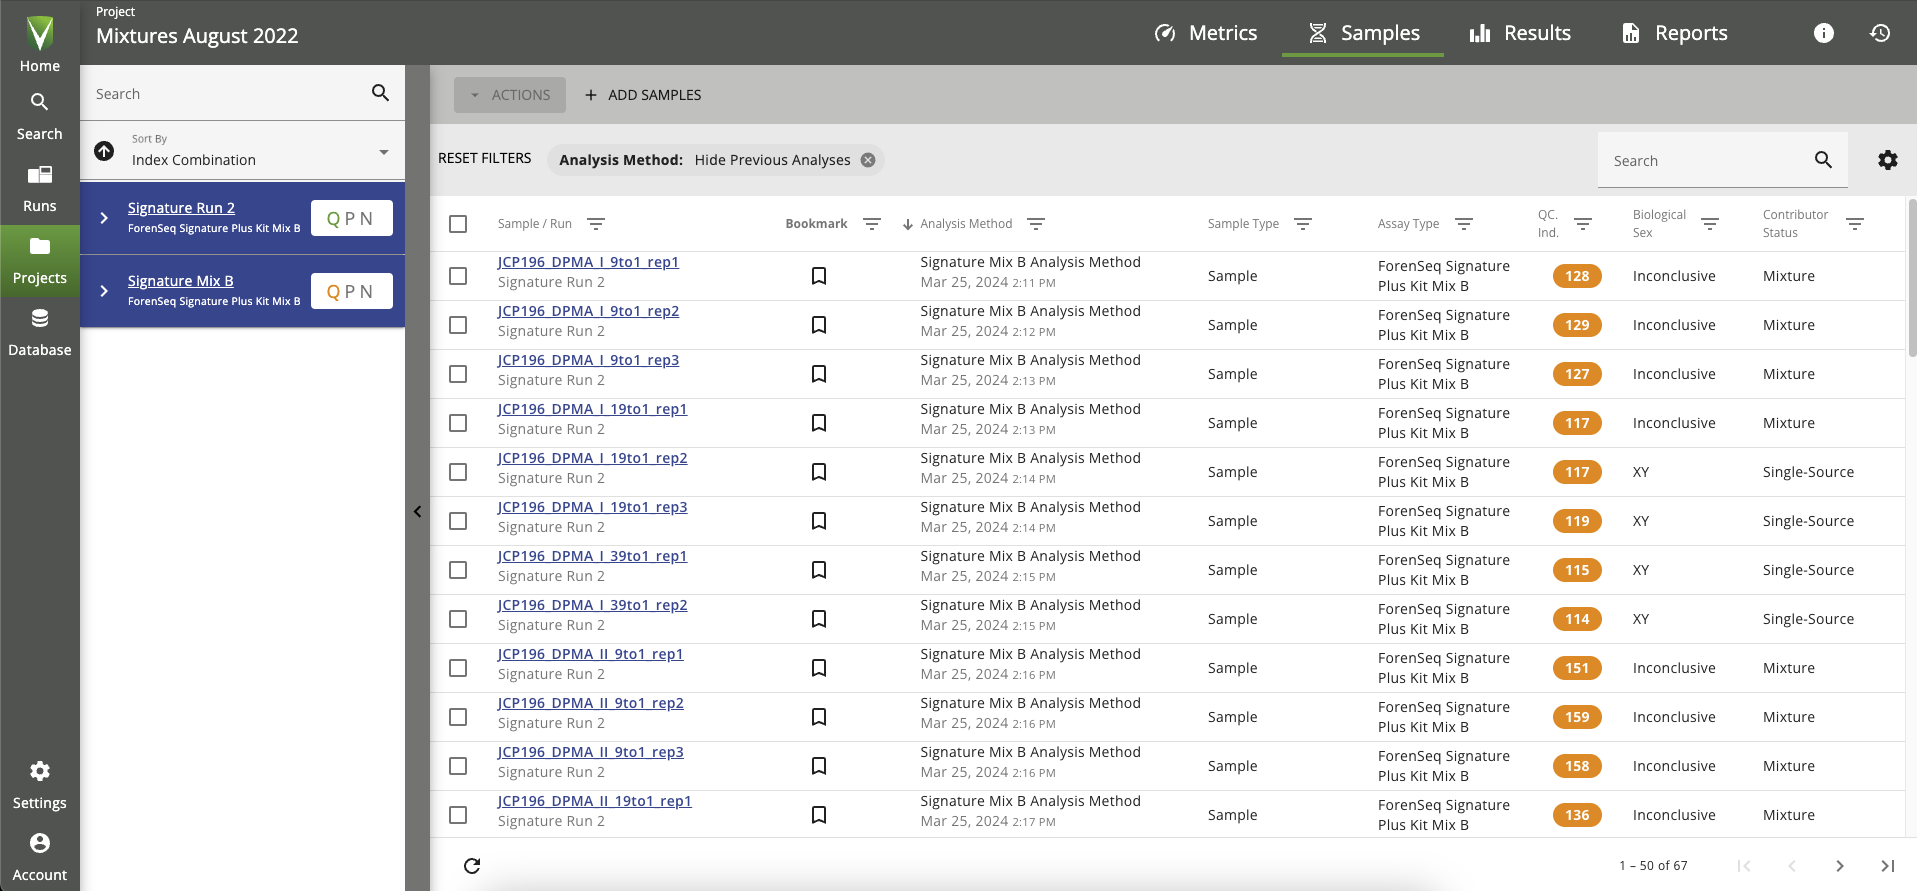 Project
Mixtures August 2022
Metrics
Samples
Results
Reports
Home
Search
Runs
Projects
Database
Settings
Account
Search
Sort By
Index Combination
Signature Run 2
ForenSeq Signature Plus Kit Mix B
Q P N
Signature Mix B
ForenSeq Signature Plus Kit Mix B
Q P N
ACTIONS
ADD SAMPLES
RESET FILTERS
Analysis Method: Hide Previous Analyses
Search
Sample / Run
Bookmark
Analysis Method
Sample Type
Assay Type
QC.
Ind.
Biological
Sex
Contributor
Status
JCP196_DPMA_I_9to1_rep1
Signature Run 2
Signature Mix B Analysis Method
Mar 25, 2024 2:11 PM
Sample
ForenSeq Signature
Plus Kit Mix B
128
Inconclusive
Mixture
JCP196_DPMA_I_9to1_rep2
Signature Run 2
Signature Mix B Analysis Method
Mar 25, 2024 2:12 PM
Sample
ForenSeq Signature
Plus Kit Mix B
129
Inconclusive
Mixture
JCP196_DPMA_I_9to1_rep3
Signature Run 2
Signature Mix B Analysis Method
Mar 25, 2024 2:13 PM
Sample
ForenSeq Signature
Plus Kit Mix B
127
Inconclusive
Mixture
JCP196_DPMA_I_19to1_rep1
Signature Run 2
Signature Mix B Analysis Method
Mar 25, 2024 2:13 PM
Sample
ForenSeq Signature
Plus Kit Mix B
117
Inconclusive
Mixture
JCP196_DPMA_I_19to1_rep2
Signature Run 2
Signature Mix B Analysis Method
Mar 25, 2024 2:14 PM
Sample
ForenSeq Signature
Plus Kit Mix B
117
XY
Single-Source
JCP196_DPMA_I_19to1_rep3
Signature Run 2
Signature Mix B Analysis Method
Mar 25, 2024 2:14 PM
Sample
ForenSeq Signature
Plus Kit Mix B
119
XY
Single-Source
JCP196_DPMA_I_39to1_rep1
Signature Run 2
Signature Mix B Analysis Method
Mar 25, 2024 2:15 PM
Sample
ForenSeq Signature
Plus Kit Mix B
115
XY
Single-Source
JCP196_DPMA_I_39to1_rep2
Signature Run 2
Signature Mix B Analysis Method
Mar 25, 2024 2:15 PM
Sample
ForenSeq Signature
Plus Kit Mix B
114
XY
Single-Source
JCP196_DPMA_II_9to1_rep1
Signature Run 2
Signature Mix B Analysis Method
Mar 25, 2024 2:16 PM
Sample
ForenSeq Signature
Plus Kit Mix B
151
Inconclusive
Mixture
JCP196_DPMA_II_9to1_rep2
Signature Run 2
Signature Mix B Analysis Method
Mar 25, 2024 2:16 PM
Sample
ForenSeq Signature
Plus Kit Mix B
159
Inconclusive
Mixture
JCP196_DPMA_II_9to1_rep3
Signature Run 2
Signature Mix B Analysis Method
Mar 25, 2024 2:16 PM
Sample
ForenSeq Signature
Plus Kit Mix B
158
Inconclusive
Mixture
JCP196_DPMA_II_19to1_rep1
Signature Run 2
Signature Mix B Analysis Method
Mar 25, 2024 2:17 PM
Sample
ForenSeq Signature
Plus Kit Mix B
136
Inconclusive
Mixture
1 – 50 of 67